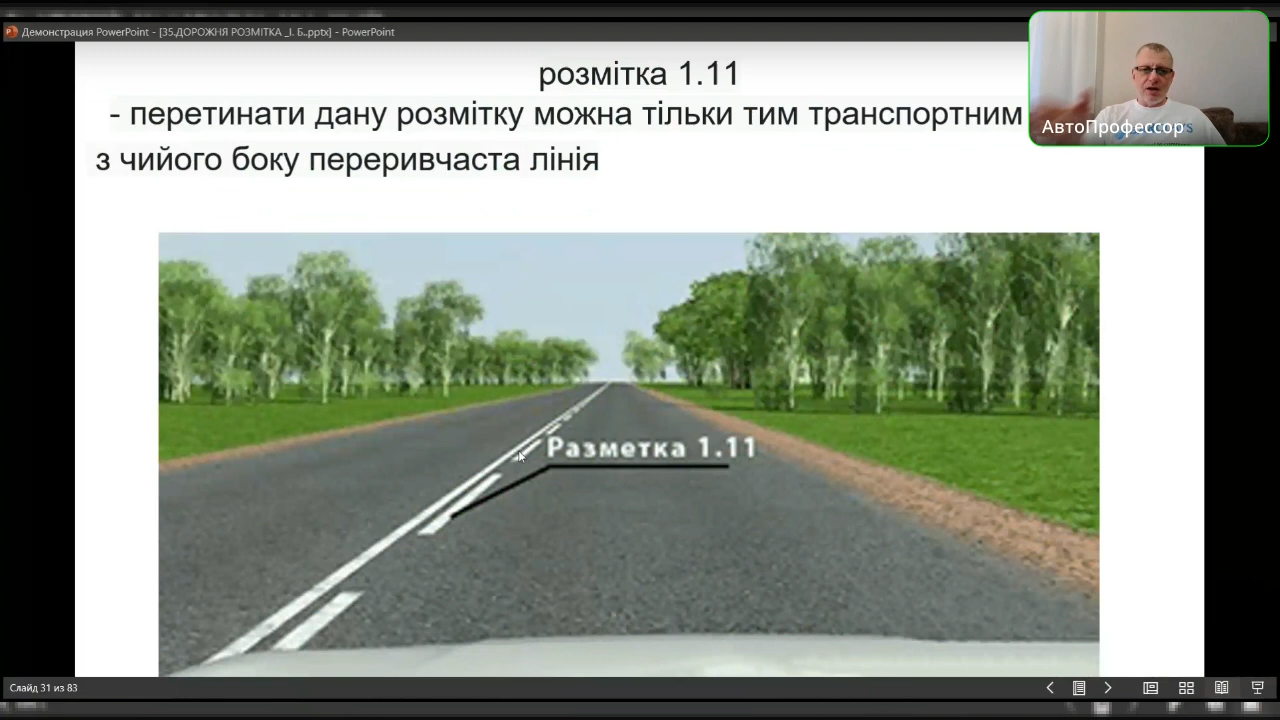 Демонстрация PowerPoint - [35.ДОРОЖНЯ РОЗМІТКА _І. Б..pptx] - PowerPoint
розмітка 1.11
- перетинати дану розмітку можна тільки тим транспортним
з чийого боку переривчаста лінія
АвтоПрофессор
Разметка 1.11
Слайд 31 из 83